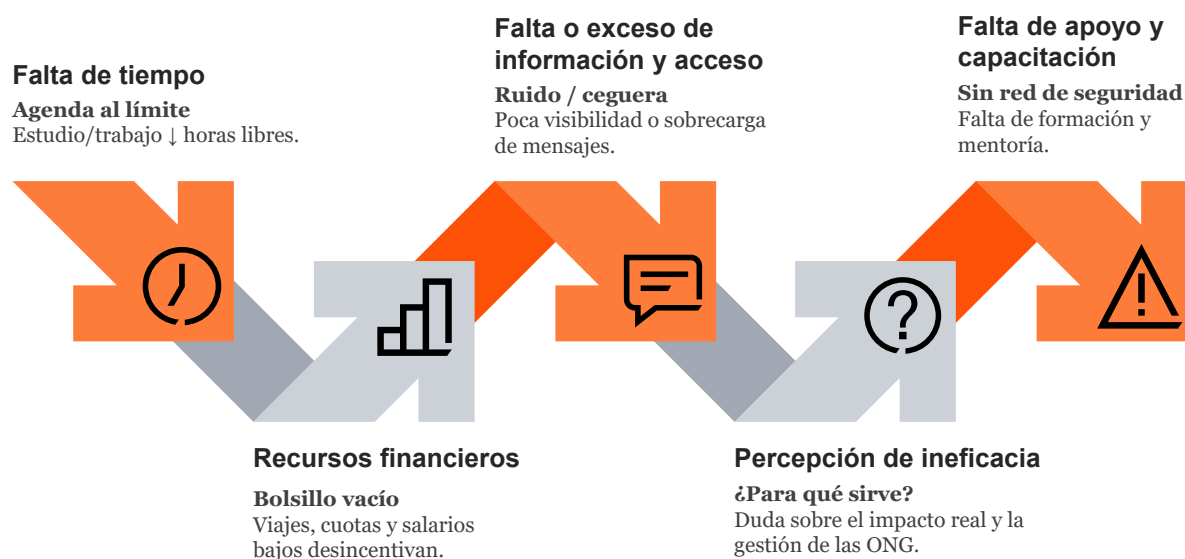 Falta de tiempo
Agenda al límite
Estudio/trabajo ↓ horas libres.
Recursos financieros
Bolsillo vacío
Viajes, cuotas y salarios
bajos desincentivan.
Falta o exceso de
información y acceso
Ruido / ceguera
Poca visibilidad o sobrecarga
de mensajes.
Percepción de ineficacia
¿Para qué sirve?
Duda sobre el impacto real y la
gestión de las ONG.
Falta de apoyo y
capacitación
Sin red de seguridad
Falta de formación y
mentoría.